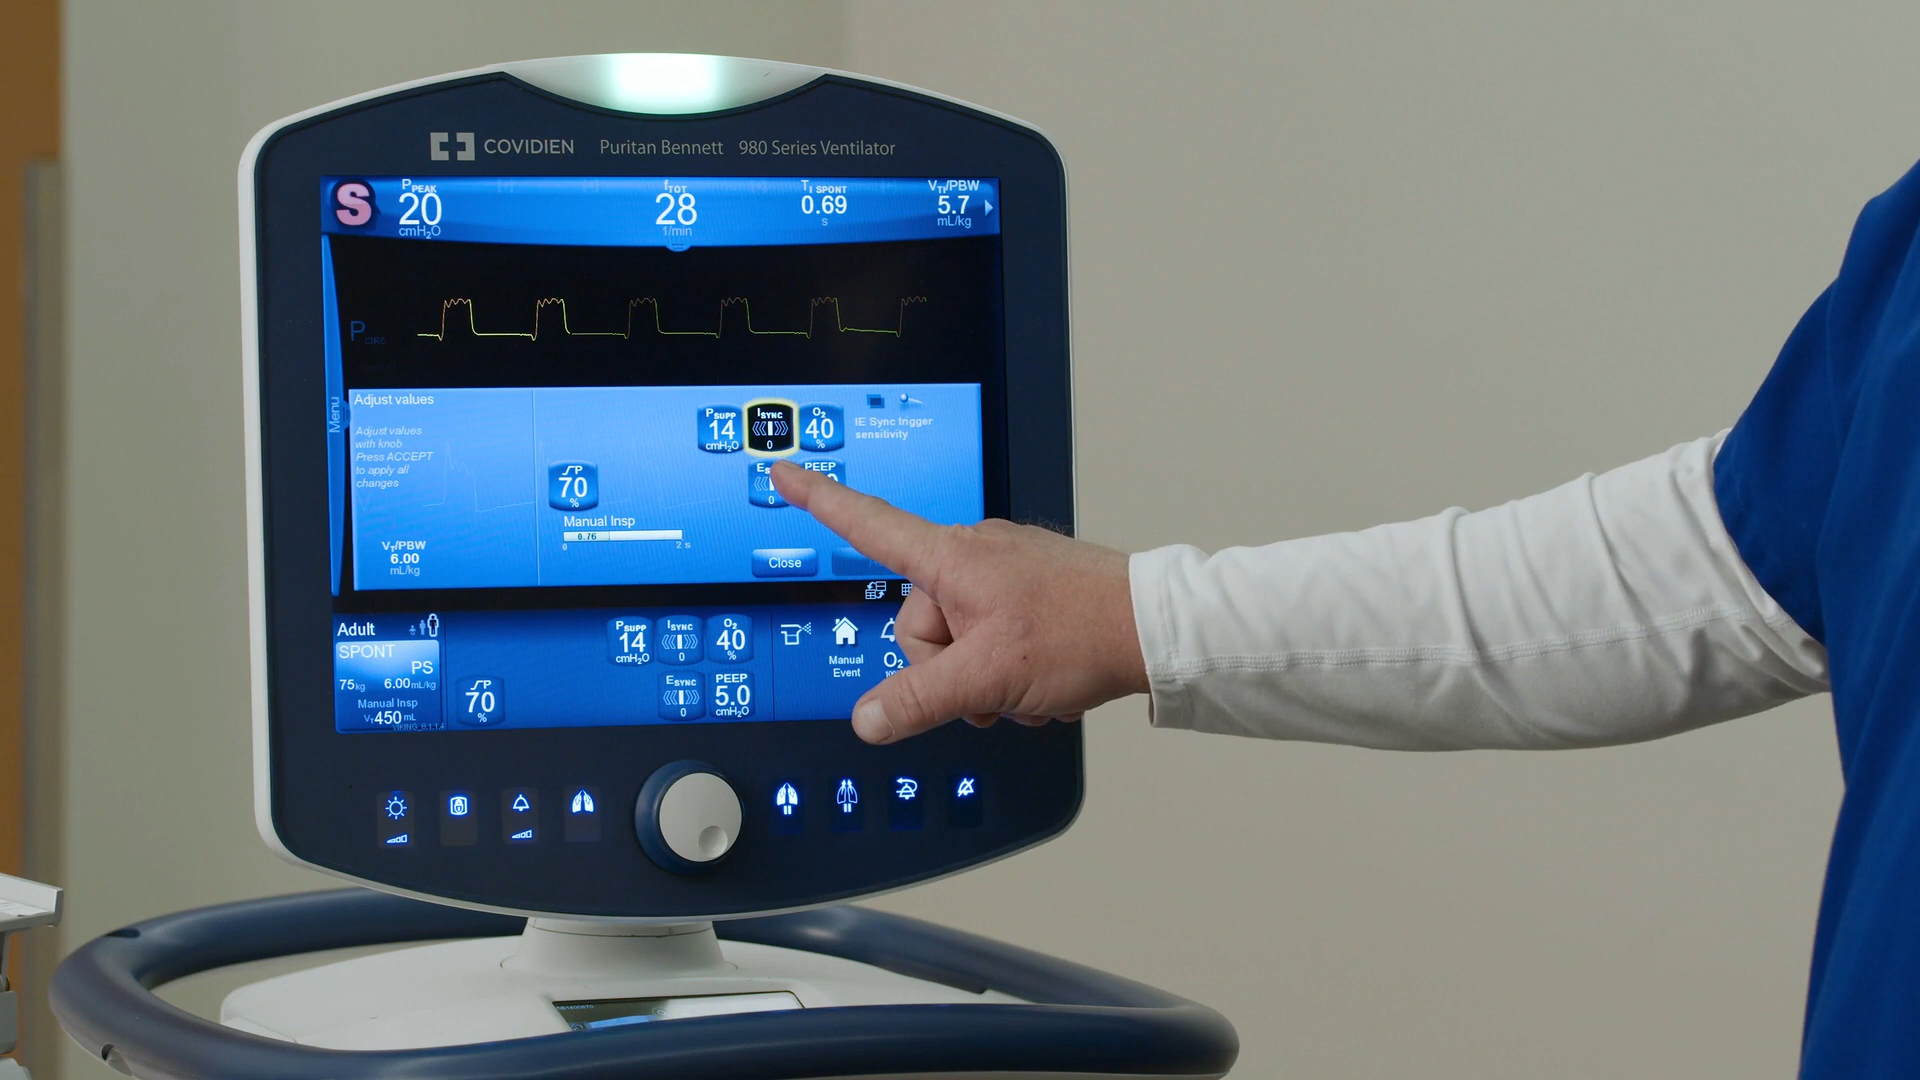 COVIDIEN Puritan Bennett 980 Series Ventilator
S
PPEAK
20
cmH2O
fTOT
28
1/min
TI SPONT
0.69
s
VTI/PBW
5.7
mL/kg
PCIRC
Menu
Adjust values
Adjust values
with knob
Press ACCEPT
to apply all
changes
VT/PBW
6.00
mL/kg
PSUPP
14
cmH2O
ISYNC
0
O2
40
%
IE Sync trigger
sensitivity
P
70
%
0
PEEP
Manual Insp
0.76
0 2 s
Close
Adult
SPONT
PS
75kg 6.00mL/kg
Manual Insp
VT450 mL
P
70
%
PSUPP
14
cmH2O
ISYNC
0
O2
40
%
ESYNC
0
PEEP
5.0
cmH2O
Manual
Event
O2